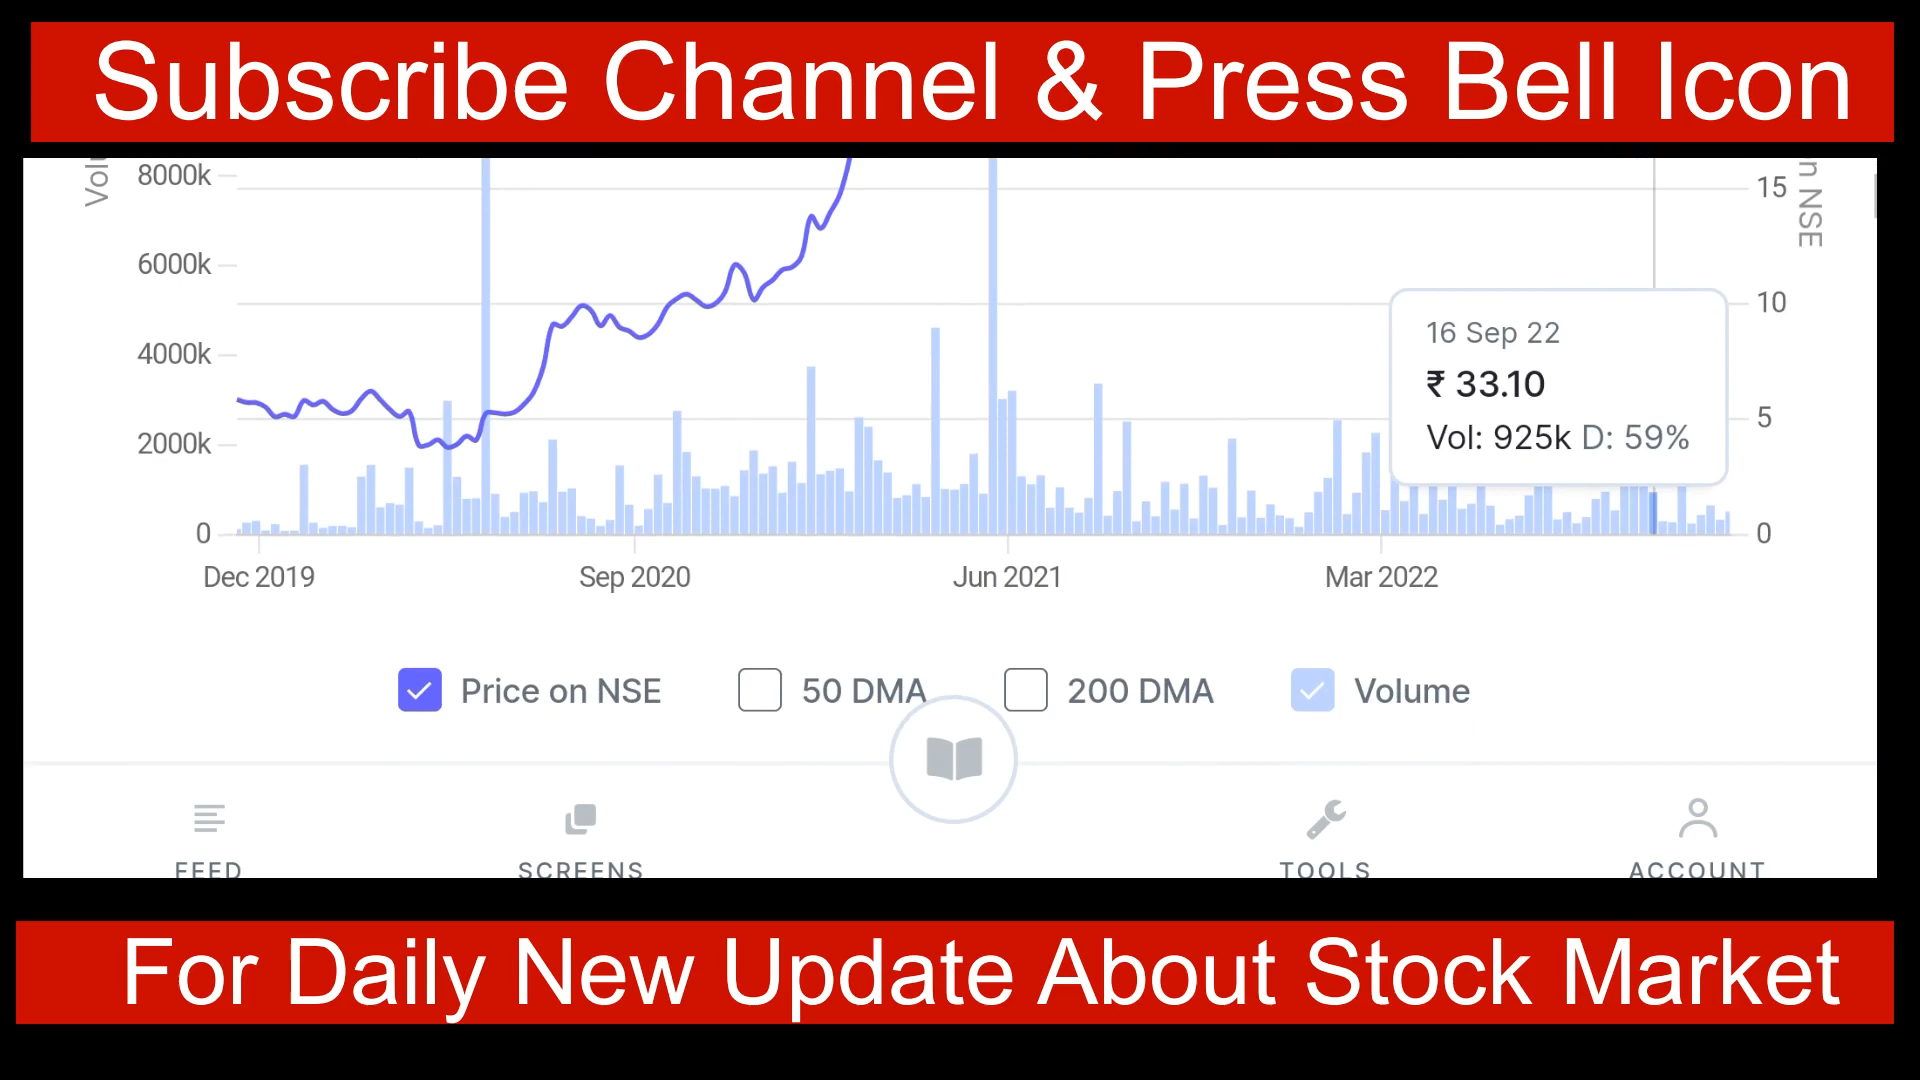 Subscribe Channel & Press Bell Icon
8000k
15
6000k
10
4000k
5
2000k
0
0
n NSE
16 Sep 22
₹ 33.10
Vol: 925k D: 59%
Dec 2019
Sep 2020
Jun 2021
Mar 2022
Price on NSE
50 DMA
200 DMA
Volume
FEED
SCREENS
TOOLS
ACCOUNT
For Daily New Update About Stock Market